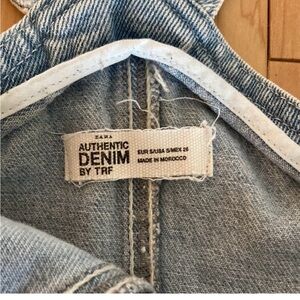 ZARA
AUTHENTIC
DENIM
BY TRF
EUR S/USA S/MEX 26
MADE IN MOROCCO